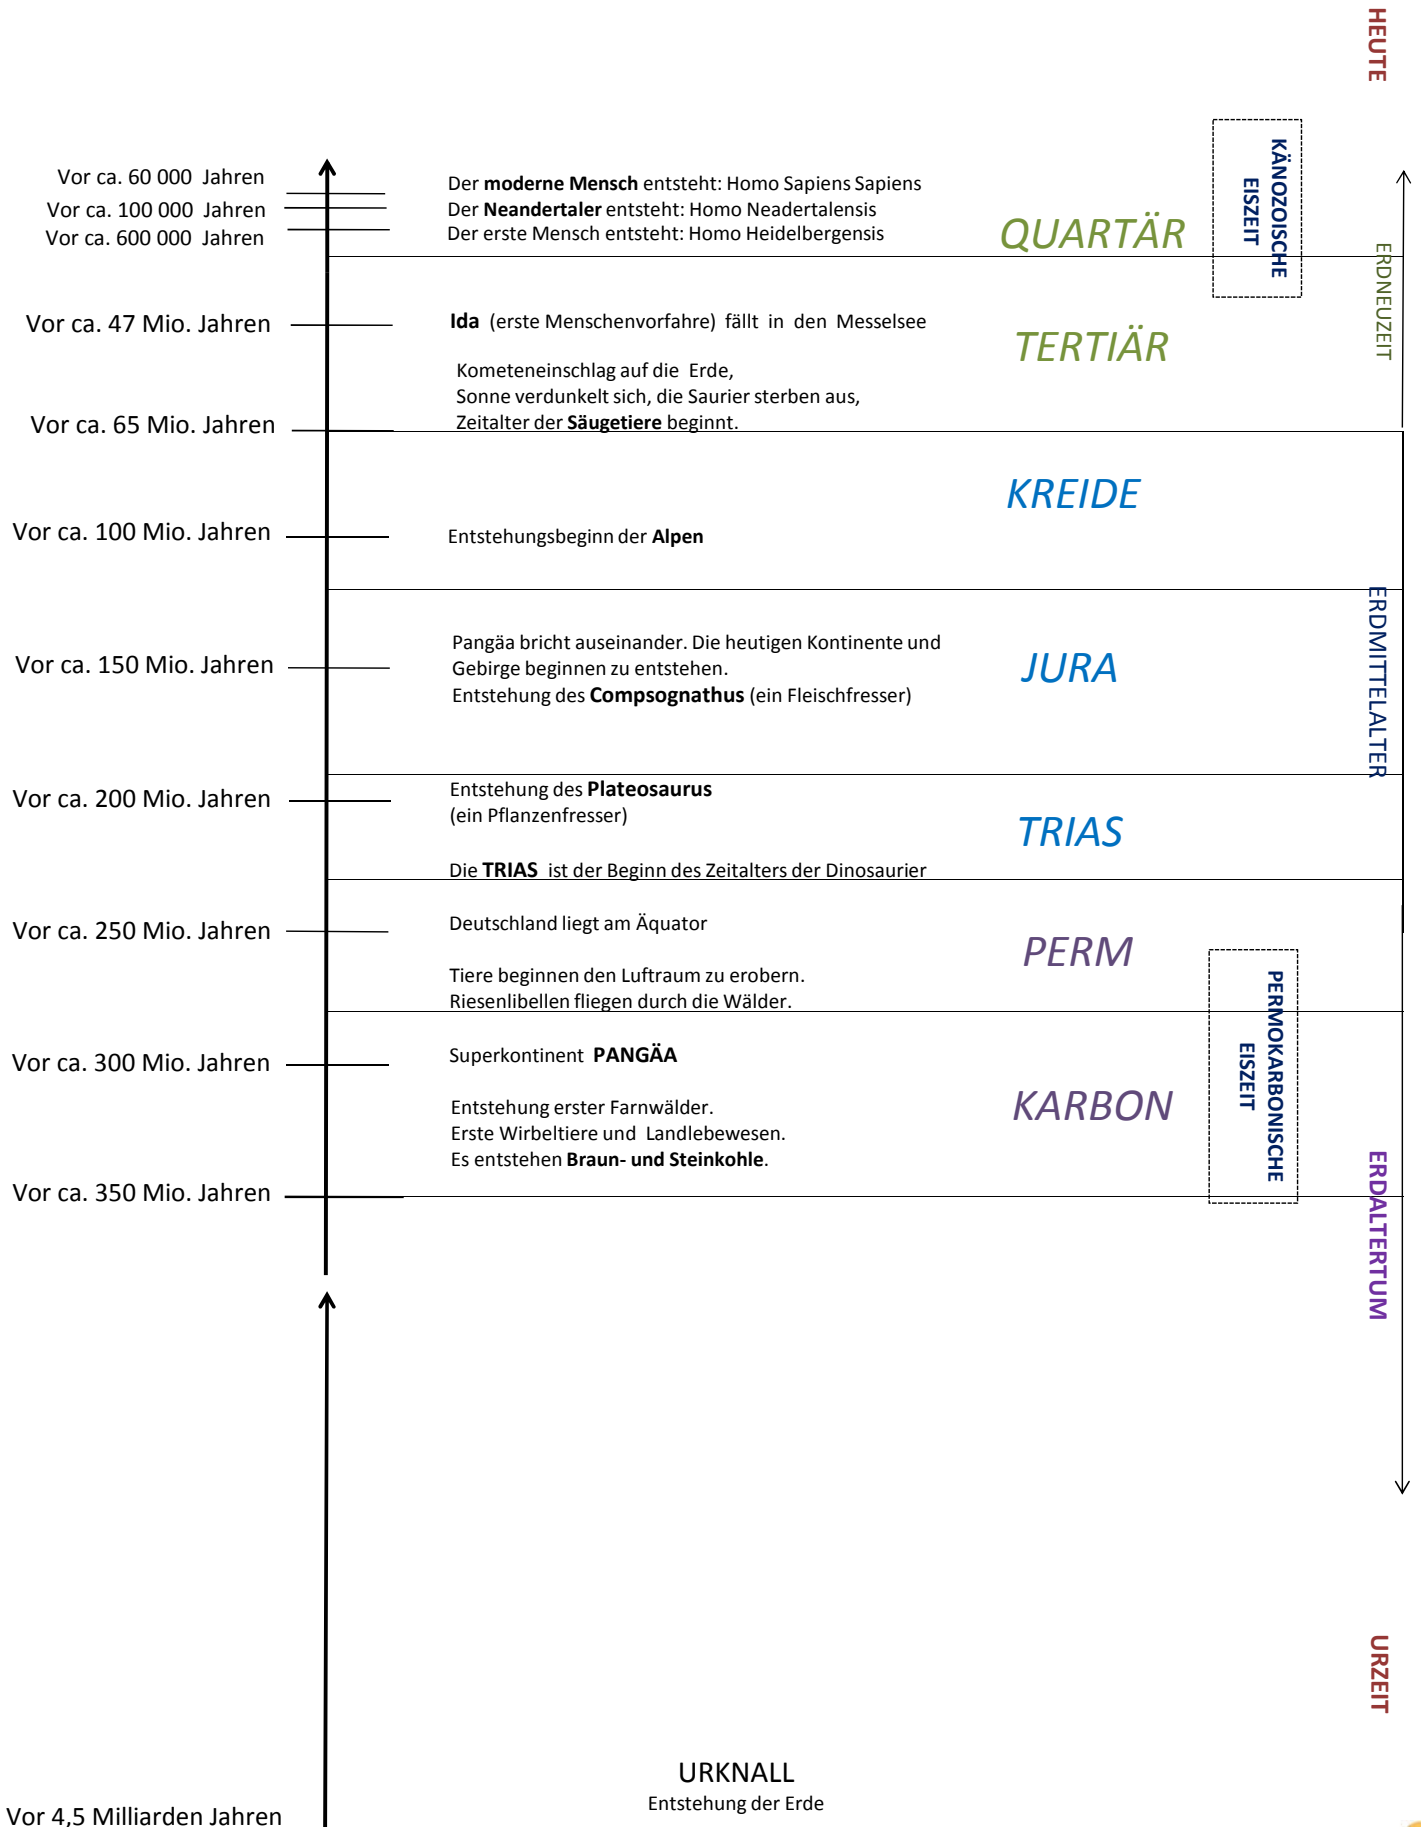 HEUTE
KÄNOZOISCHE
EISZEIT
Vor ca. 60 000 Jahren
Der moderne Mensch entsteht: Homo Sapiens Sapiens
Vor ca. 100 000 Jahren
Der Neandertaler entsteht: Homo Neadertalensis
Vor ca. 600 000 Jahren
Der erste Mensch entsteht: Homo Heidelbergensis
QUARTÄR
ERDNEUZEIT
Vor ca. 47 Mio. Jahren
Ida (erste Menschenvorfahre) fällt in den Messelsee
TERTIÄR
Kometeneinschlag auf die Erde,
Sonne verdunkelt sich, die Saurier sterben aus,
Zeitalter der Säugetiere beginnt.
Vor ca. 65 Mio. Jahren
KREIDE
Vor ca. 100 Mio. Jahren
Entstehungsbeginn der Alpen
ERDMITTELALTER
Pangäa bricht auseinander. Die heutigen Kontinente und
Gebirge beginnen zu entstehen.
Entstehung des Compsognathus (ein Fleischfresser)
Vor ca. 150 Mio. Jahren
JURA
Vor ca. 200 Mio. Jahren
Entstehung des Plateosaurus
(ein Pflanzenfresser)
TRIAS
Die TRIAS ist der Beginn des Zeitalters der Dinosaurier
Vor ca. 250 Mio. Jahren
Deutschland liegt am Äquator
PERM
Tiere beginnen den Luftraum zu erobern.
Riesenlibellen fliegen durch die Wälder.
PERMOKARBONISCHE
EISZEIT
Vor ca. 300 Mio. Jahren
Superkontinent PANGÄA
KARBON
Entstehung erster Farnwälder.
Erste Wirbeltiere und Landlebewesen.
Es entstehen Braun- und Steinkohle.
Vor ca. 350 Mio. Jahren
ERDALTERTUM
URZEIT
URKNALL
Entstehung der Erde
Vor 4,5 Milliarden Jahren